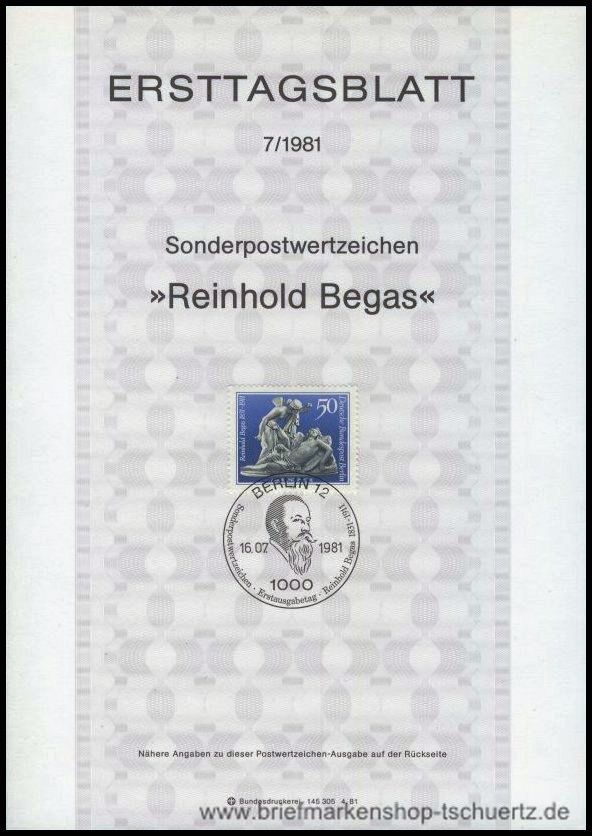 ERSTTAGSBLATT
7/1981
Sonderpostwertzeichen
»Reinhold Begas«
50
Deutsche Bundespost Berlin
Reinhold Begas 1831-1911
BERLIN 12
16.07. 1981
1000
Sonderpostwertzeichen · Erstausgabetag · Reinhold Begas 1831-1911
Nähere Angaben zu dieser Postwertzeichen-Ausgabe auf der Rückseite
Bundesdruckerei 145 305 4.81
www.briefmarkenshop-tschuertz.de